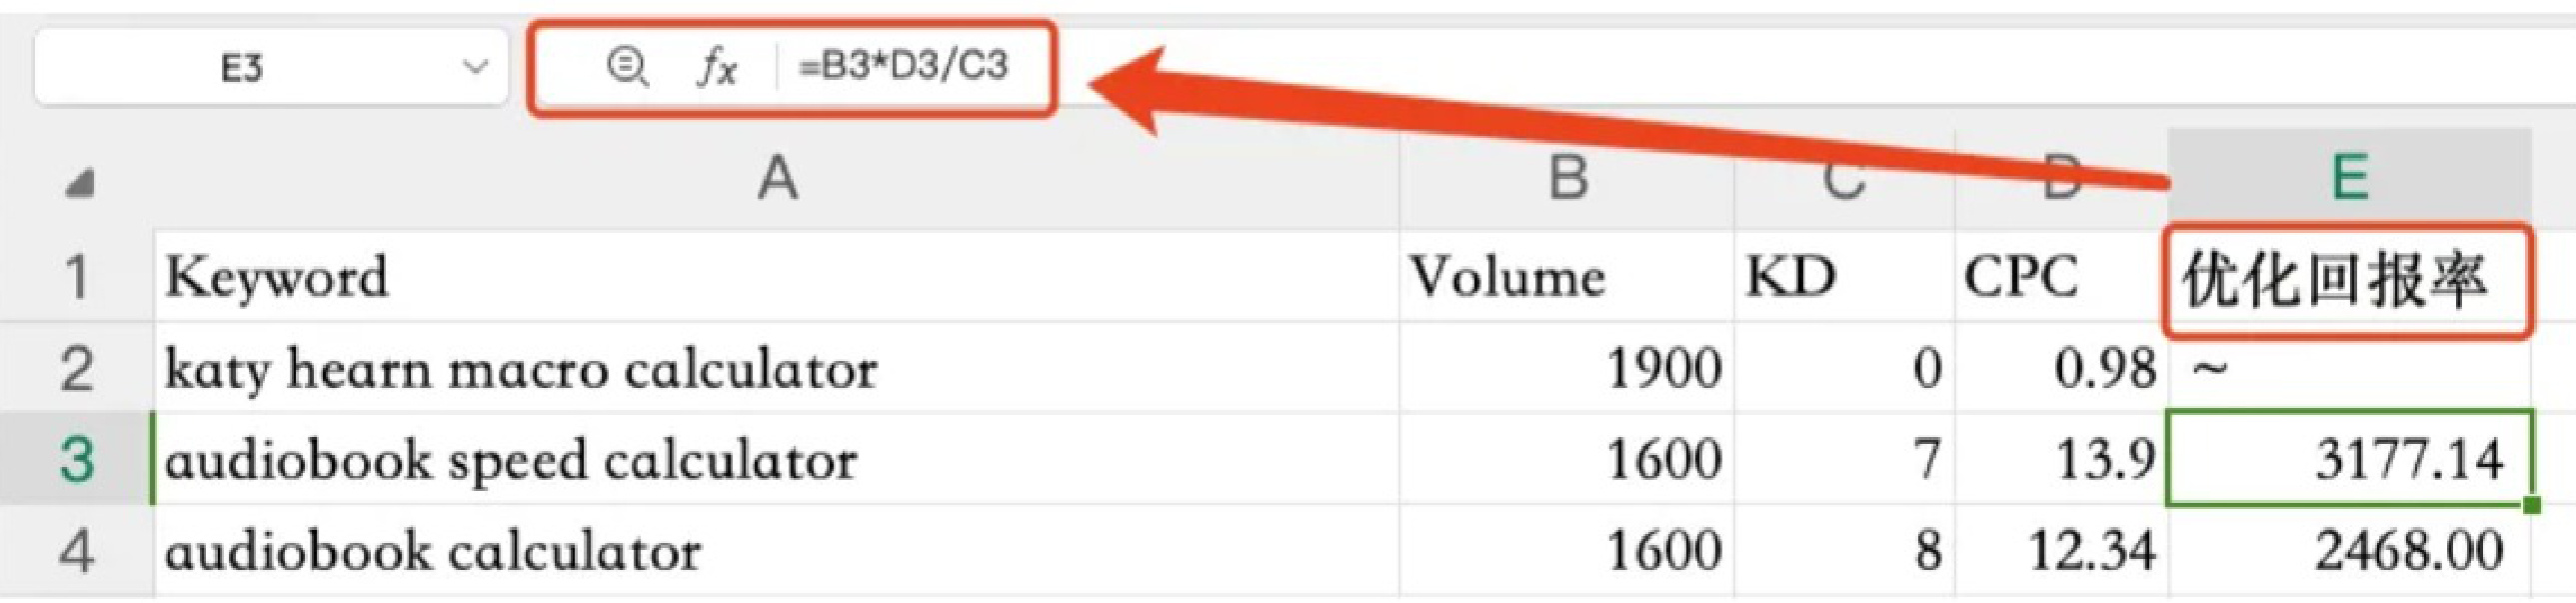 E3 fx =B3*D3/C3
A B C D E
1 Keyword Volume KD CPC 优化回报率
2 katy hearn macro calculator 1900 0 0.98 ~
3 audiobook speed calculator 1600 7 13.9 3177.14
4 audiobook calculator 1600 8 12.34 2468.00